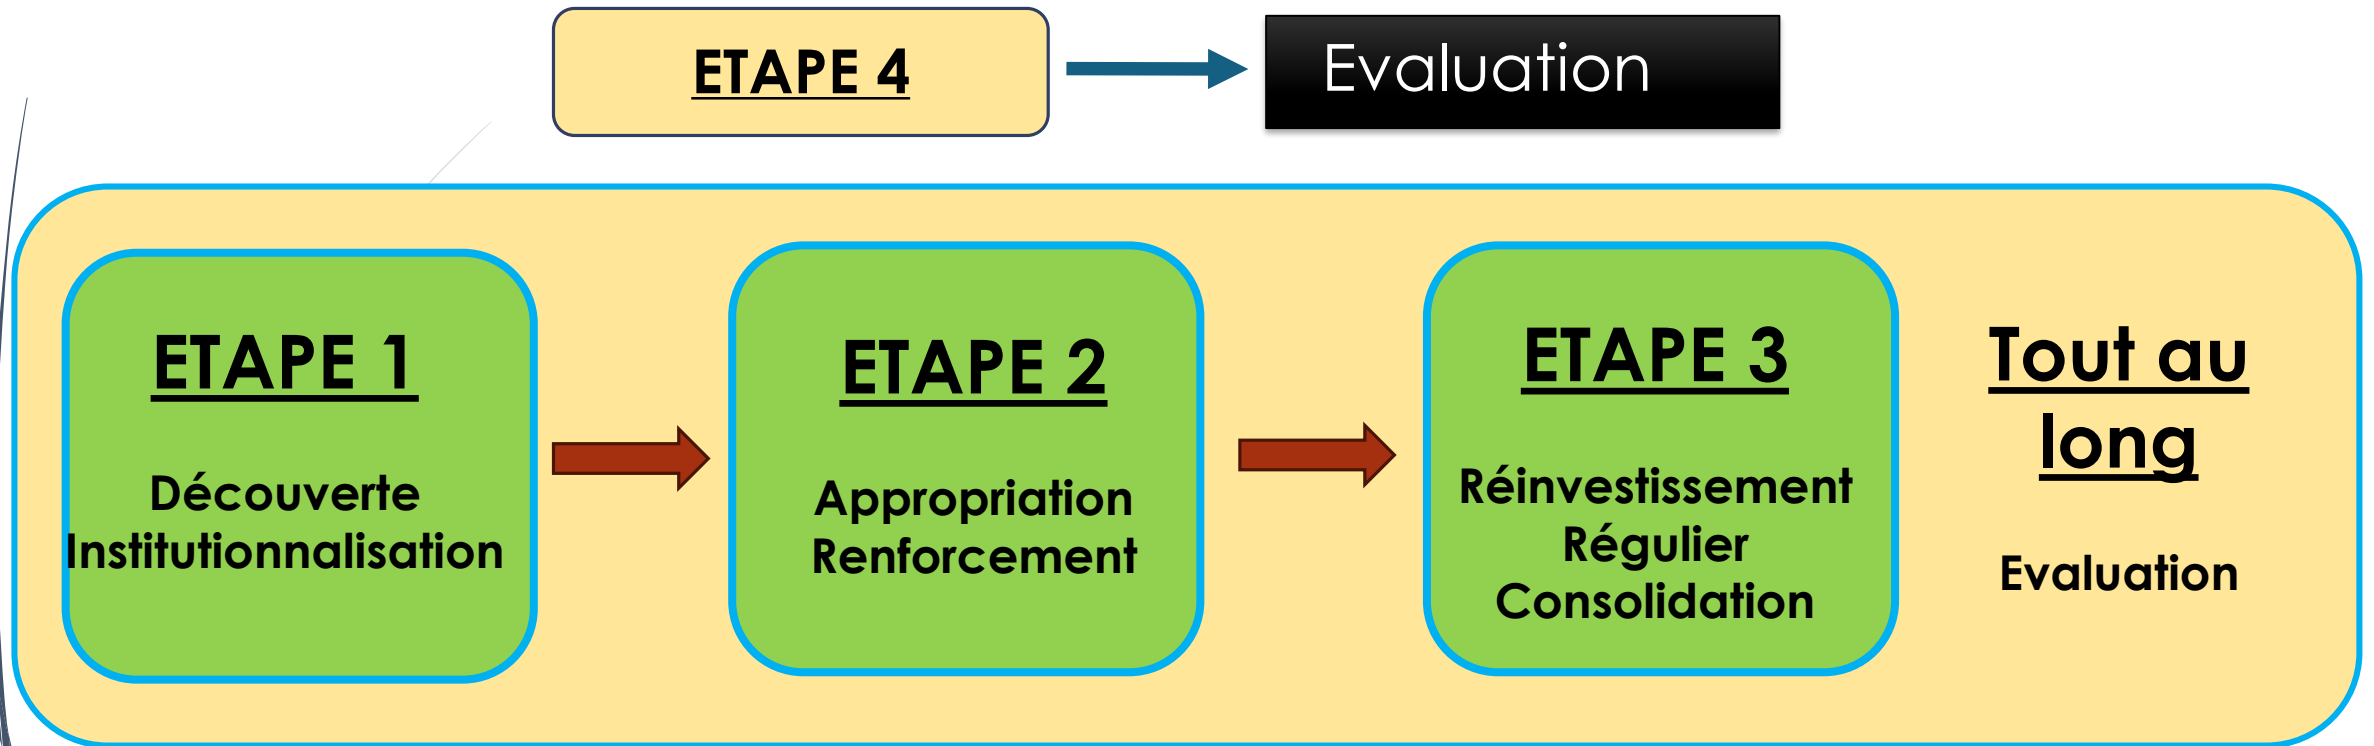 ETAPE 4
Evaluation
ETAPE 1
Découverte
Institutionnalisation
ETAPE 2
Appropriation
Renforcement
ETAPE 3
Réinvestissement
Régulier
Consolidation
Tout au
long
Evaluation